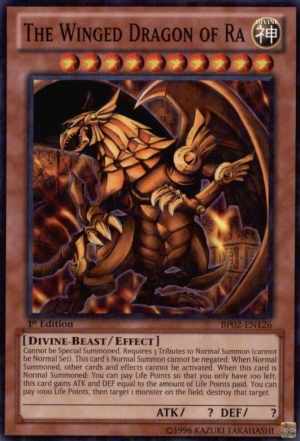 THE WINGED DRAGON OF RA
DIVINE
神
1st Edition
BP02-EN126
[DIVINE-BEAST / EFFECT]
Cannot be Special Summoned. Requires 3 Tributes to Normal Summon (cannot
be Normal Set). This card's Normal Summon cannot be negated. When Normal
Summoned, other cards and effects cannot be activated. When this card is
Normal Summoned: You can pay Life Points so that you only have 100 left;
this card gains ATK and DEF equal to the amount of Life Points paid. You can
pay 1000 Life Points, then target 1 monster on the field; destroy that target.
ATK / ? DEF / ?
©1996 KAZUKI TAKAHASHI